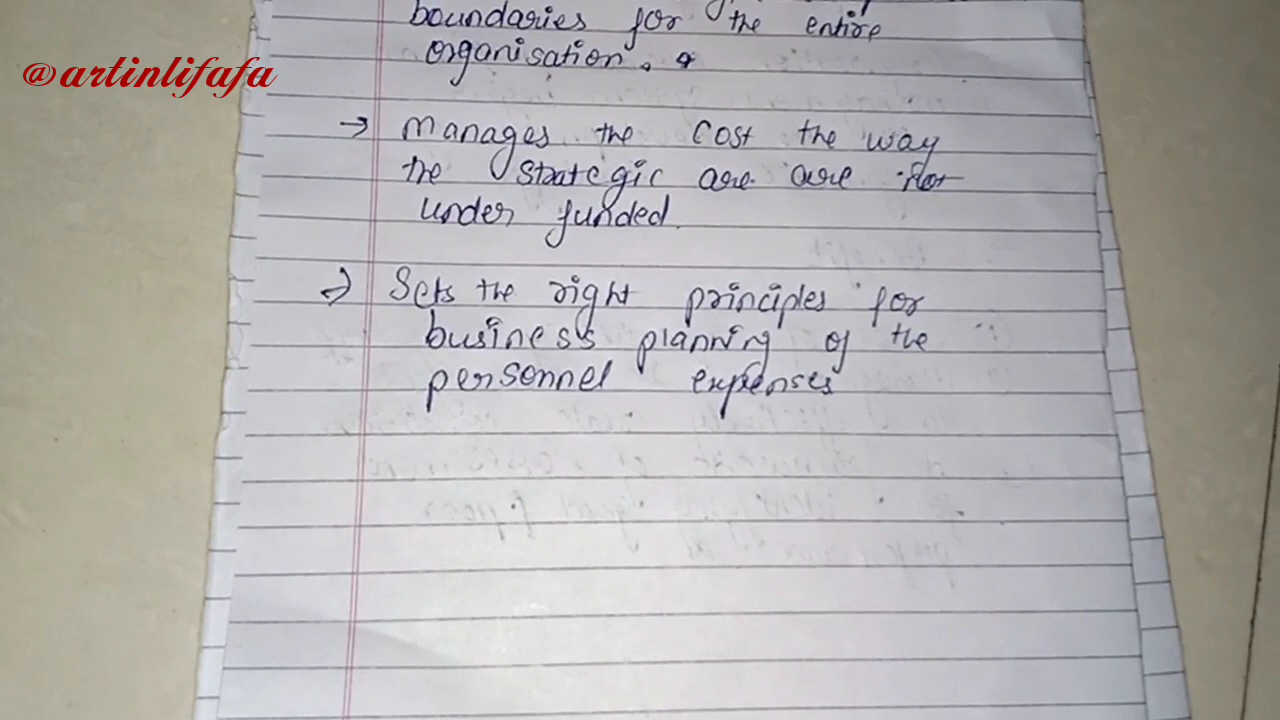 boundaries for the entire
organisation.
@artinlifafa
→ Manages the cost the way
the strategic are are not
under funded.
→ Sets the right principles for
business planning of the
personnel expenses